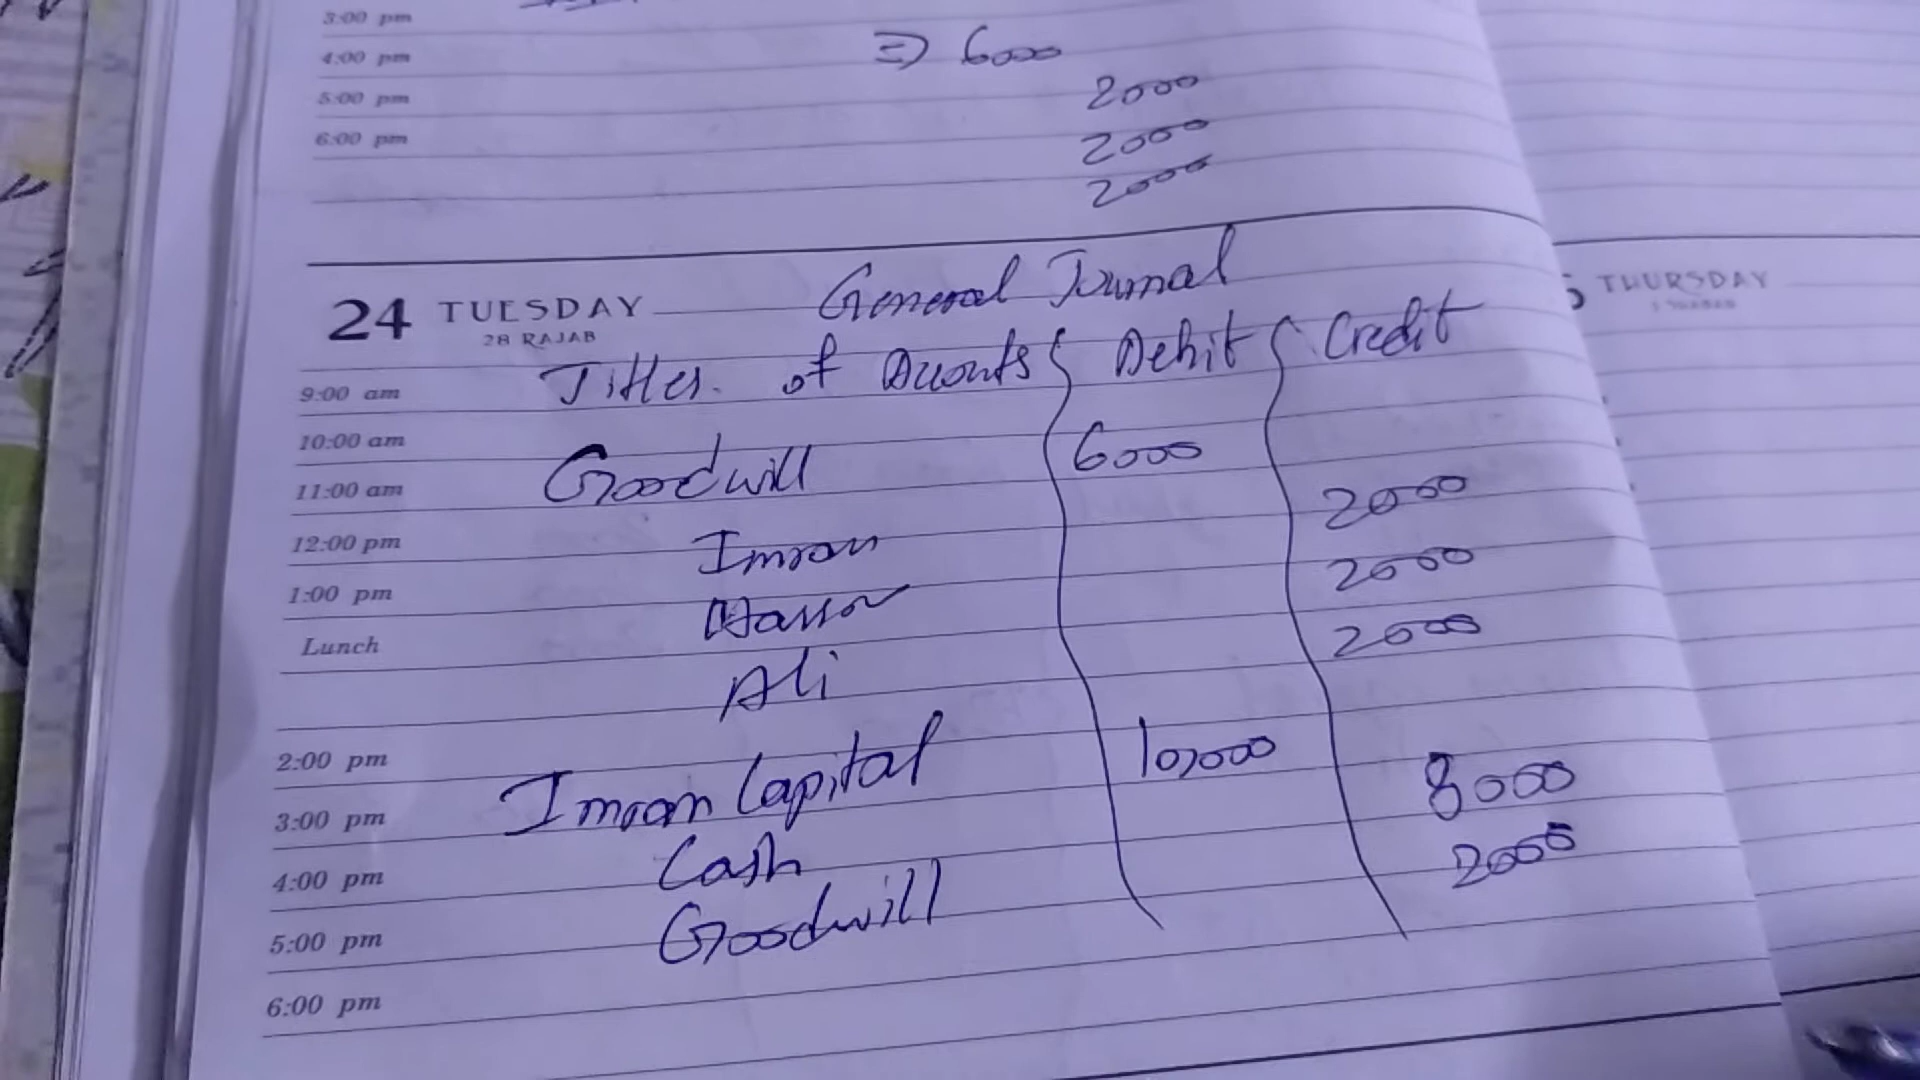 3:00 pm
4:00 pm => 6000
5:00 pm 2000
6:00 pm 2000
2000
24 TUESDAY General Journal
28 RAJAB
THURSDAY
9:00 am Titles. of Accounts Debit Credit
10:00 am
11:00 am Goodwill 6000
12:00 pm Imran 2000
1:00 pm Hassan 2000
Lunch Ali 2000
2:00 pm
3:00 pm Imran Capital 10,000
4:00 pm Cash 8000
5:00 pm Goodwill 2000
6:00 pm